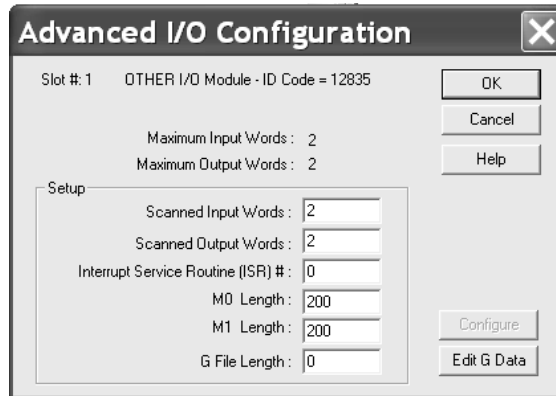 Advanced I/O Configuration
Slot #: 1 OTHER I/O Module - ID Code = 12835
OK
Cancel
Help
Maximum Input Words : 2
Maximum Output Words : 2
Setup
Scanned Input Words : 2
Scanned Output Words : 2
Interrupt Service Routine (ISR) # : 0
M0 Length : 200
M1 Length : 200
G File Length : 0
Configure
Edit G Data